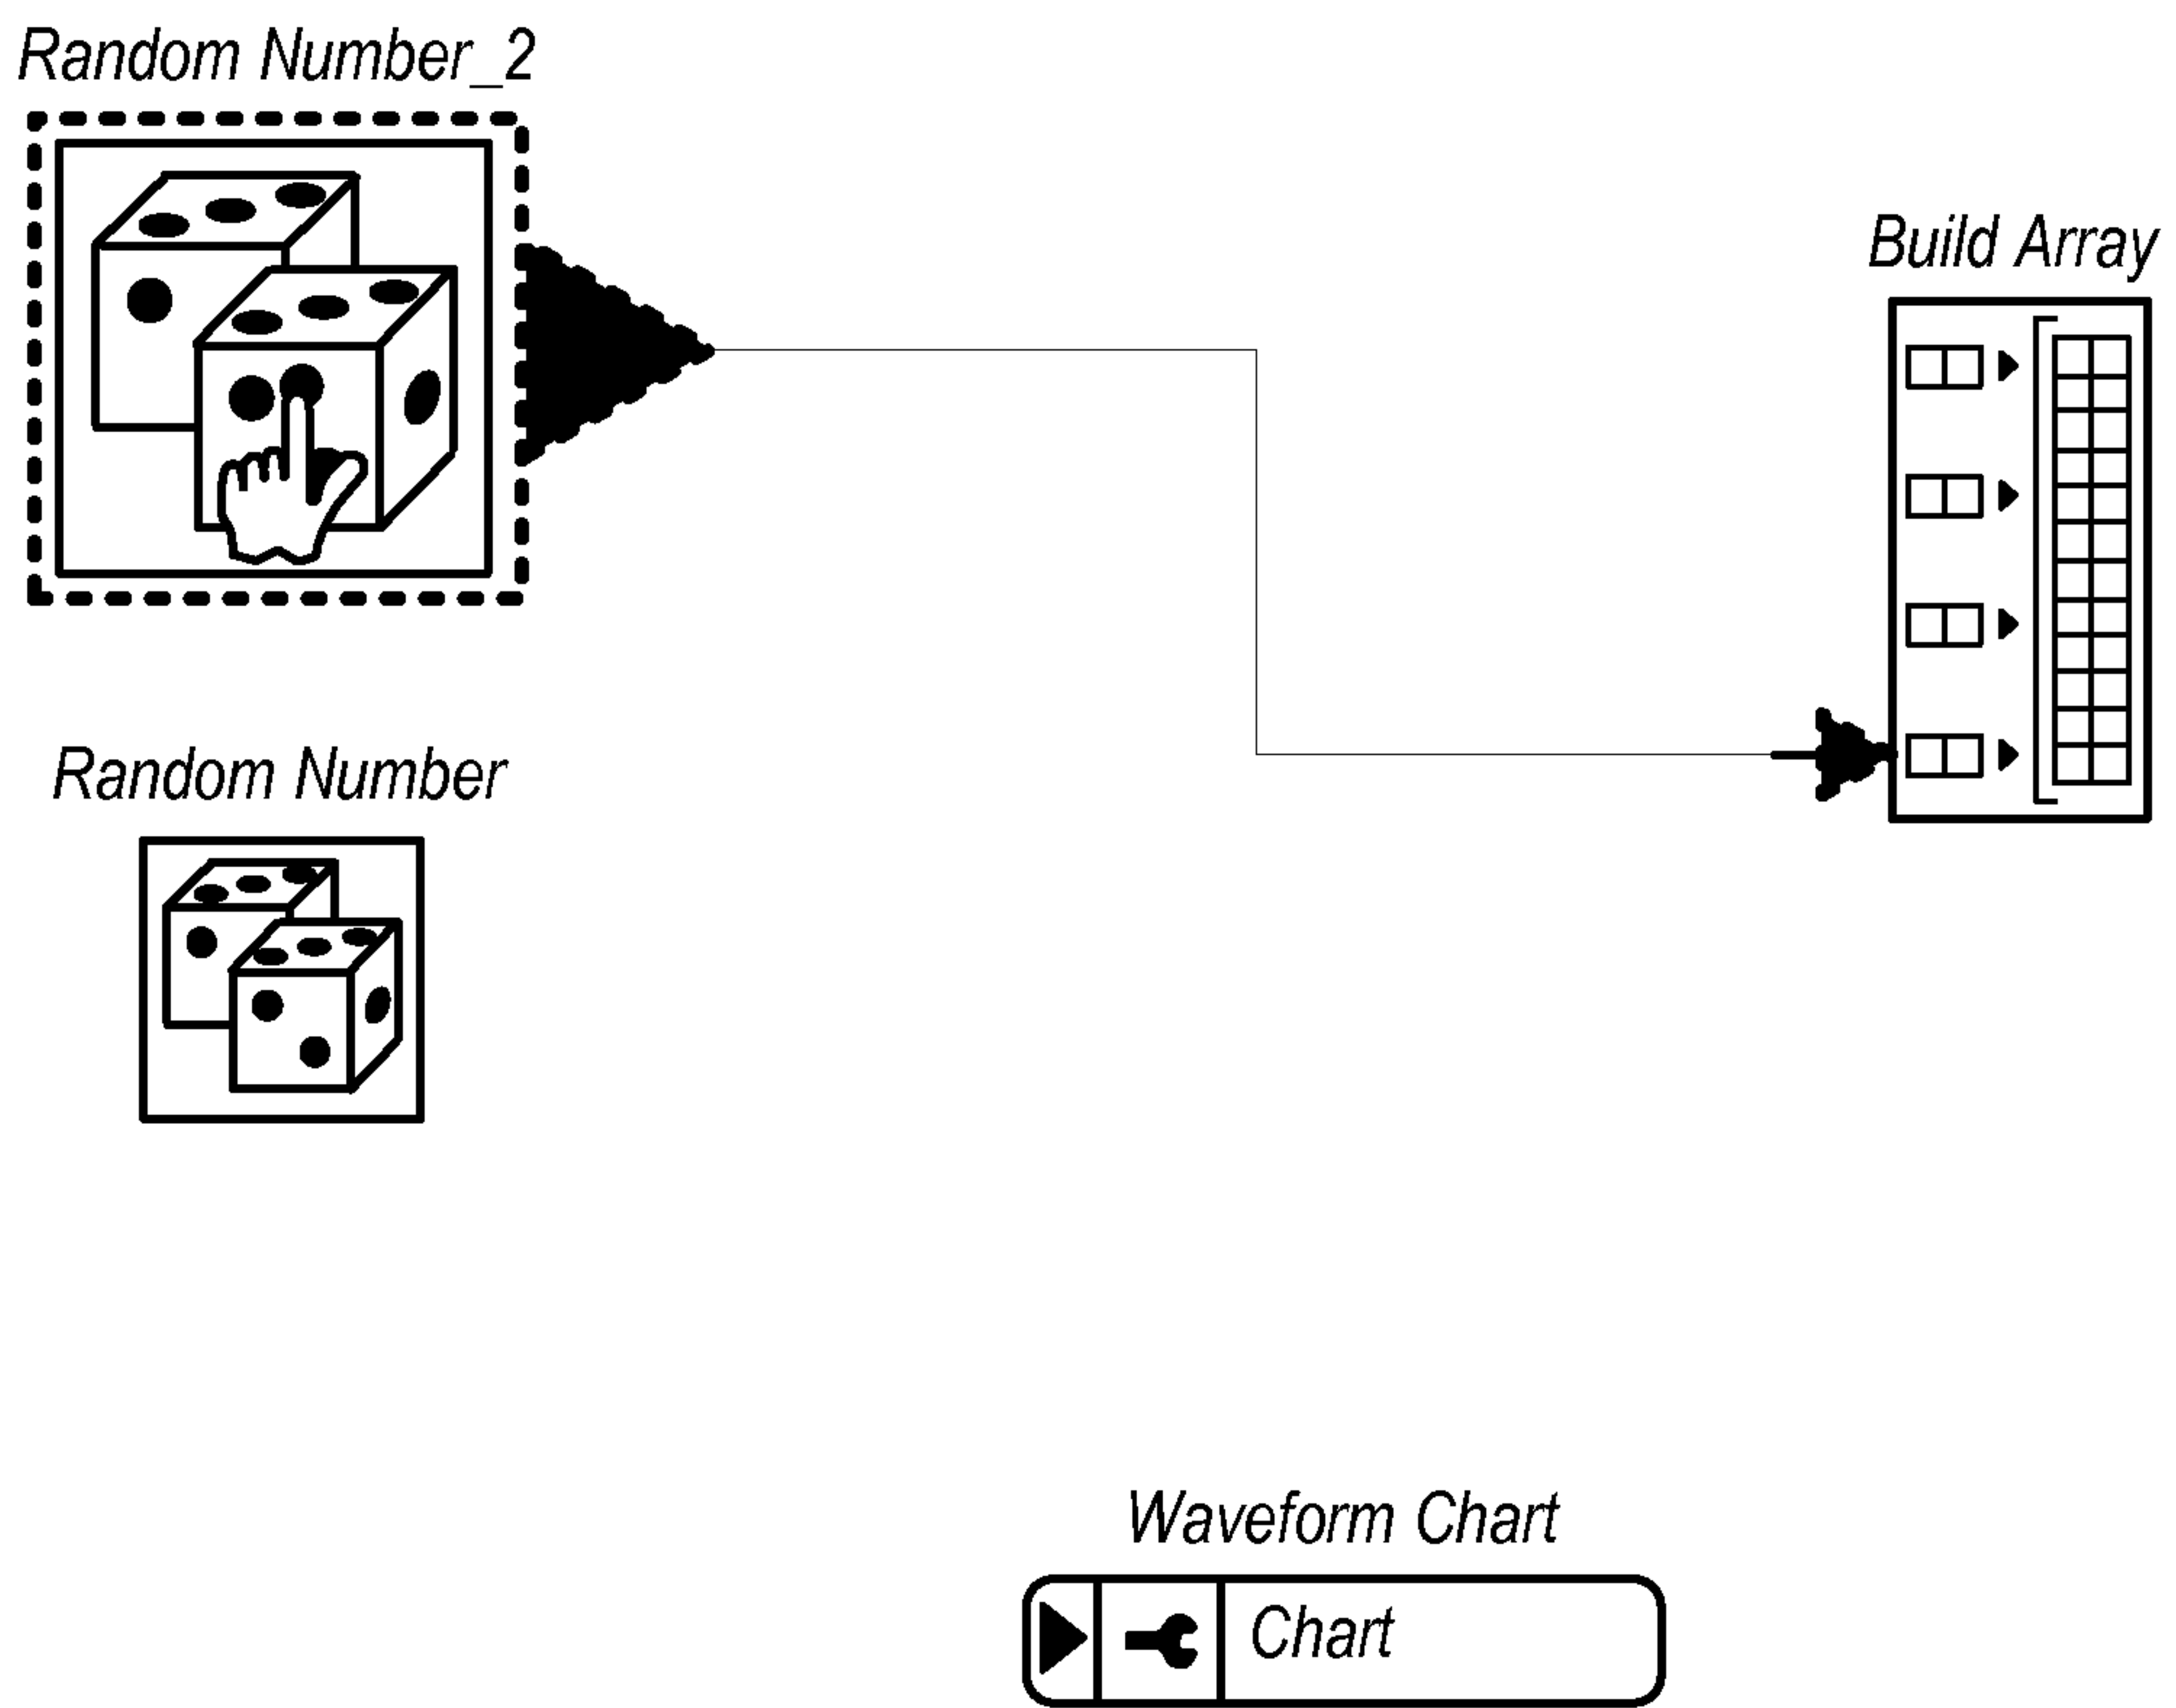 Random Number_2
Build Array
Random Number
Waveform Chart
Chart